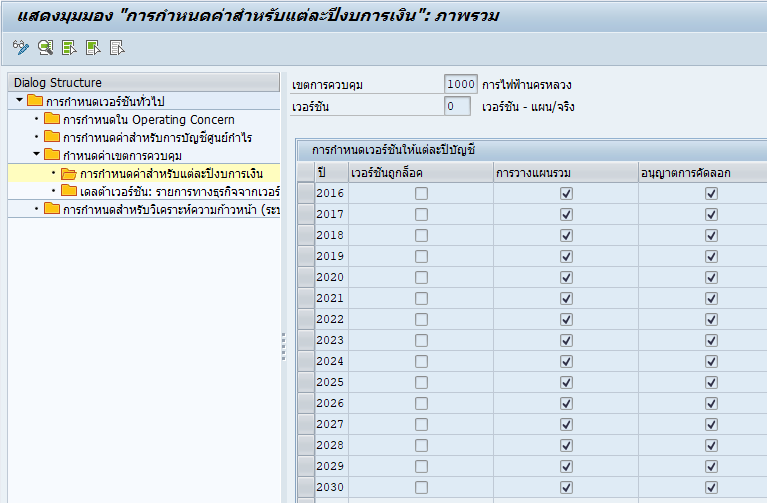 แสดงมุมมอง "การกำหนดค่าสำหรับแต่ละปีงบการเงิน": ภาพรวม
Dialog Structure
การกำหนดเวอร์ชันทั่วไป
การกำหนดใน Operating Concern
การกำหนดค่าสำหรับการบัญชีศูนย์กำไร
กำหนดค่าเขตการควบคุม
การกำหนดค่าสำหรับแต่ละปีงบการเงิน
เดลต้าเวอร์ชัน: รายการทางธุรกิจจากเวอร์
การกำหนดสำหรับวิเคราะห์ความก้าวหน้า (ระบ
เขตการควบคุม 1000 การไฟฟ้านครหลวง
เวอร์ชัน 0 เวอร์ชัน - แผน/จริง
การกำหนดเวอร์ชันให้แต่ละปีบัญชี
ปี เวอร์ชันถูกล็อค การวางแผนรวม อนุญาตการคัดลอก
2016
2017
2018
2019
2020
2021
2022
2023
2024
2025
2026
2027
2028
2029
2030